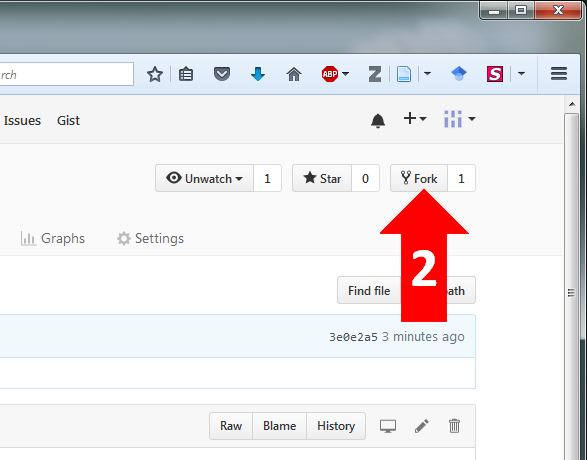 rch
ABP
Z
S
Issues Gist
Unwatch 1 Star 0 Fork 1
Graphs Settings
2
Find file path
3e0e2a5 3 minutes ago
Raw Blame History